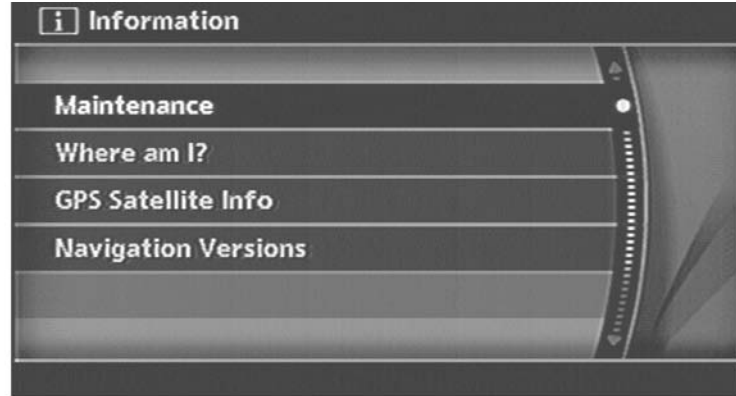 i Information
Maintenance
Where am I?
GPS Satellite Info
Navigation Versions